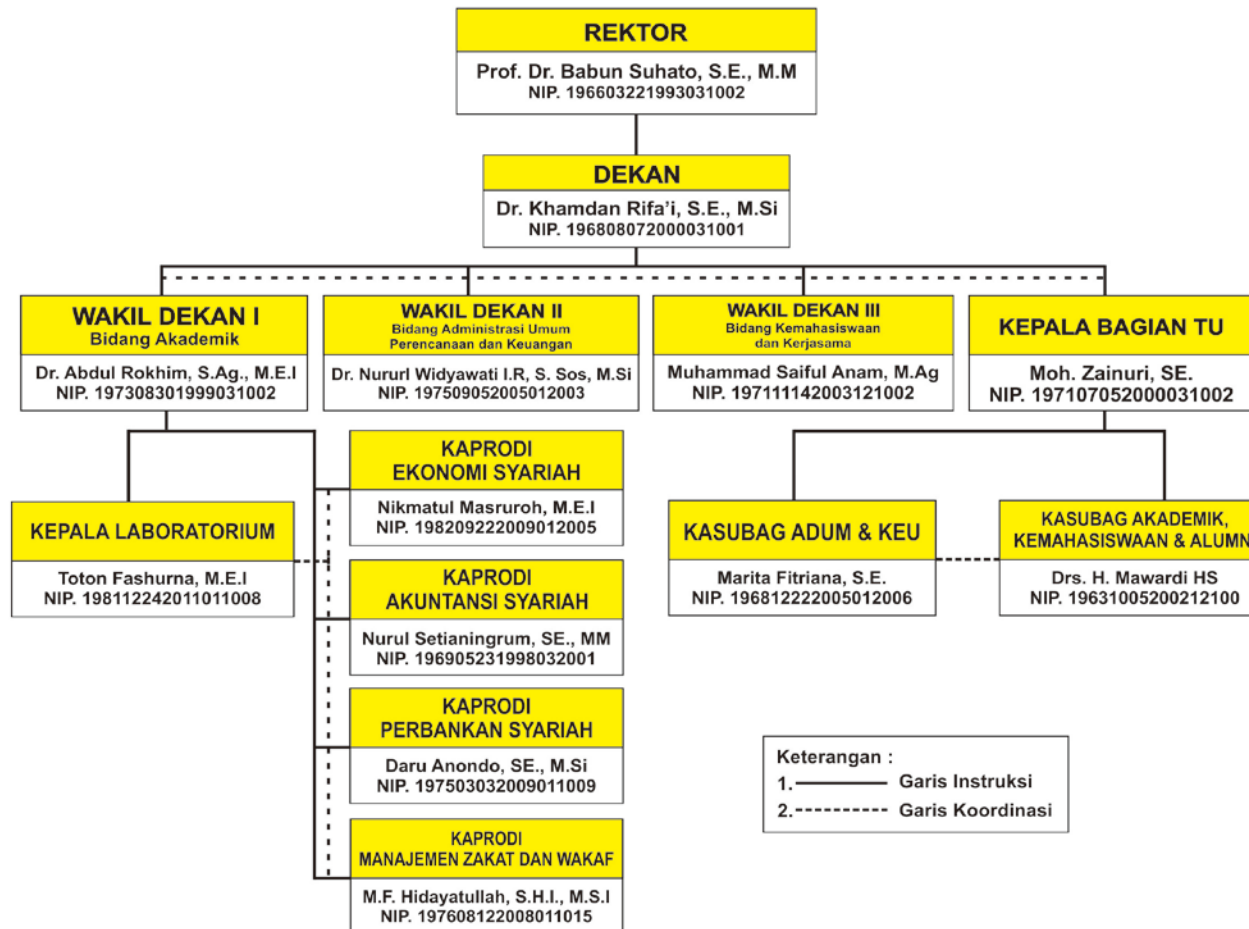 REKTOR
Prof. Dr. Babun Suhato, S.E., M.M
NIP. 196603221993031002
DEKAN
Dr. Khamdan Rifa'i, S.E., M.Si
NIP. 196808072000031001
WAKIL DEKAN I
Bidang Akademik
Dr. Abdul Rokhim, S.Ag., M.E.I
NIP. 197308301999031002
WAKIL DEKAN II
Bidang Administrasi Umum
Perencanaan dan Keuangan
Dr. Nururl Widyawati I.R, S. Sos, M.Si
NIP. 197509052005012003
WAKIL DEKAN III
Bidang Kemahasiswaan
dan Kerjasama
Muhammad Saiful Anam, M.Ag
NIP. 197111142003121002
KEPALA BAGIAN TU
Moh. Zainuri, SE.
NIP. 197107052000031002
KEPALA LABORATORIUM
Toton Fashurna, M.E.I
NIP. 198112242011011008
KAPRODI
EKONOMI SYARIAH
Nikmatul Masruroh, M.E.I
NIP. 198209222009012005
KAPRODI
AKUNTANSI SYARIAH
Nurul Setianingrum, SE., MM
NIP. 196905231998032001
KAPRODI
PERBANKAN SYARIAH
Daru Anondo, SE., M.Si
NIP. 197503032009011009
KAPRODI
MANAJEMEN ZAKAT DAN WAKAF
M.F. Hidayatullah, S.H.I., M.S.I
NIP. 197608122008011015
KASUBAG ADUM & KEU
Marita Fitriana, S.E.
NIP. 196812222005012006
KASUBAG AKADEMIK,
KEMAHASISWAAN & ALUMN
Drs. H. Mawardi HS
NIP. 19631005200212100
Keterangan :
1. Garis Instruksi
2. Garis Koordinasi